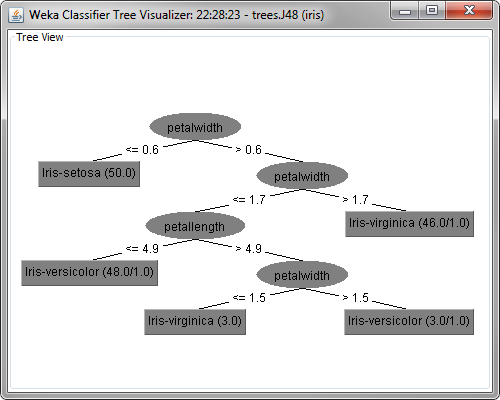 Weka Classifier Tree Visualizer: 22:28:23 - trees.J48 (iris)
Tree View
petalwidth
<= 0.6 > 0.6
Iris-setosa (50.0)
petalwidth
<= 1.7 > 1.7
petallength
Iris-virginica (46.0/1.0)
<= 4.9 > 4.9
Iris-versicolor (48.0/1.0)
petalwidth
<= 1.5 > 1.5
Iris-virginica (3.0)
Iris-versicolor (3.0/1.0)